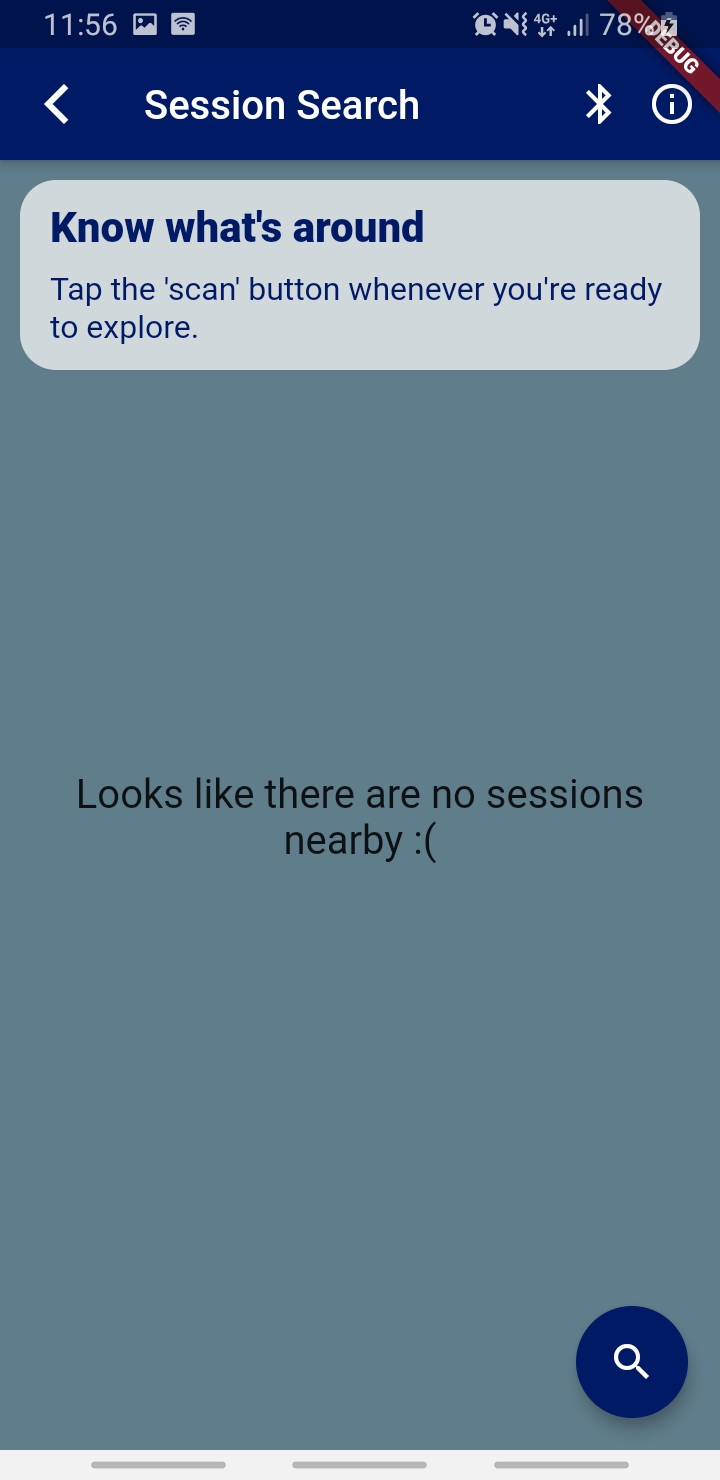 11:56 4G+ 78%
DEBUG
Session Search
Know what's around
Tap the 'scan' button whenever you're ready
to explore.
Looks like there are no sessions
nearby :(